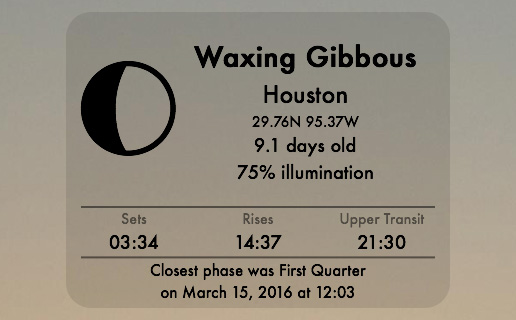 Waxing Gibbous
Houston
29.76N 95.37W
9.1 days old
75% illumination
Sets Rises Upper Transit
03:34 14:37 21:30
Closest phase was First Quarter
on March 15, 2016 at 12:03